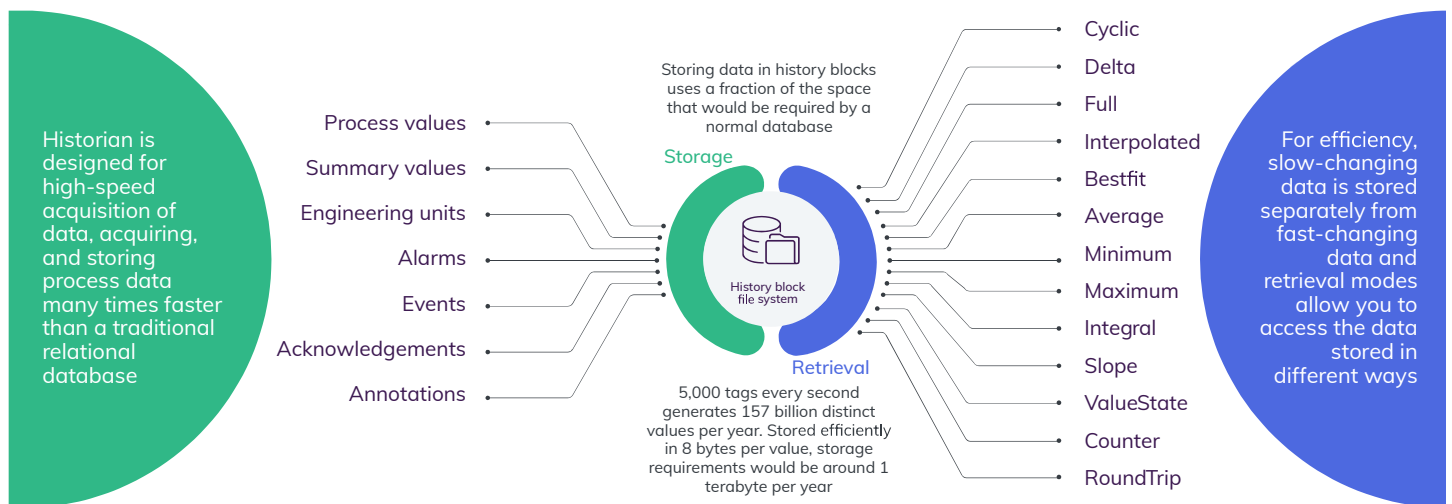 Historian is
designed for
high-speed
acquisition of
data, acquiring,
and storing
process data
many times faster
than a traditional
relational
database
Process values
Summary values
Engineering units
Alarms
Events
Acknowledgements
Annotations
Storing data in history blocks
uses a fraction of the space
that would be required by a
normal database
Storage
History block
file system
Retrieval
5,000 tags every second
generates 157 billion distinct
values per year. Stored efficiently
in 8 bytes per value, storage
requirements would be around 1
terabyte per year
Cyclic
Delta
Full
Interpolated
Bestfit
Average
Minimum
Maximum
Integral
Slope
ValueState
Counter
RoundTrip
For efficiency,
slow-changing
data is stored
separately from
fast-changing
data and
retrieval modes
allow you to
access the data
stored in
different ways